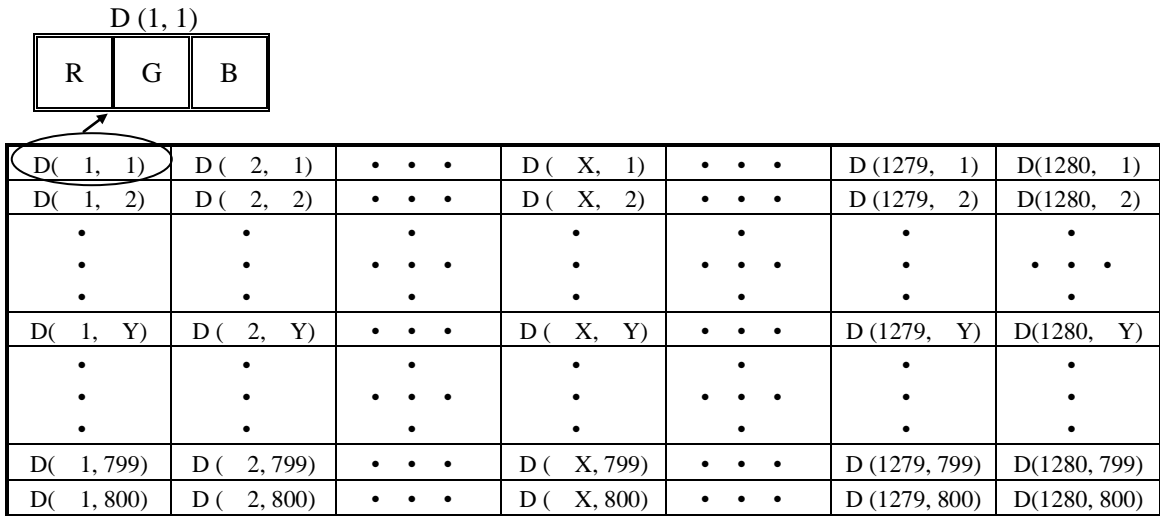 D (1, 1)
R G B
D( 1, 1) D ( 2, 1) • • • D ( X, 1) • • • D (1279, 1) D(1280, 1)
D( 1, 2) D ( 2, 2) • • • D ( X, 2) • • • D (1279, 2) D(1280, 2)
• • • • • • •
• • • • • • • • • • • • •
• • • • • • •
D( 1, Y) D ( 2, Y) • • • D ( X, Y) • • • D (1279, Y) D(1280, Y)
• • • • • • •
• • • • • • • • • • •
• • • • • • •
D( 1, 799) D ( 2, 799) • • • D ( X, 799) • • • D (1279, 799) D(1280, 799)
D( 1, 800) D ( 2, 800) • • • D ( X, 800) • • • D (1279, 800) D(1280, 800)